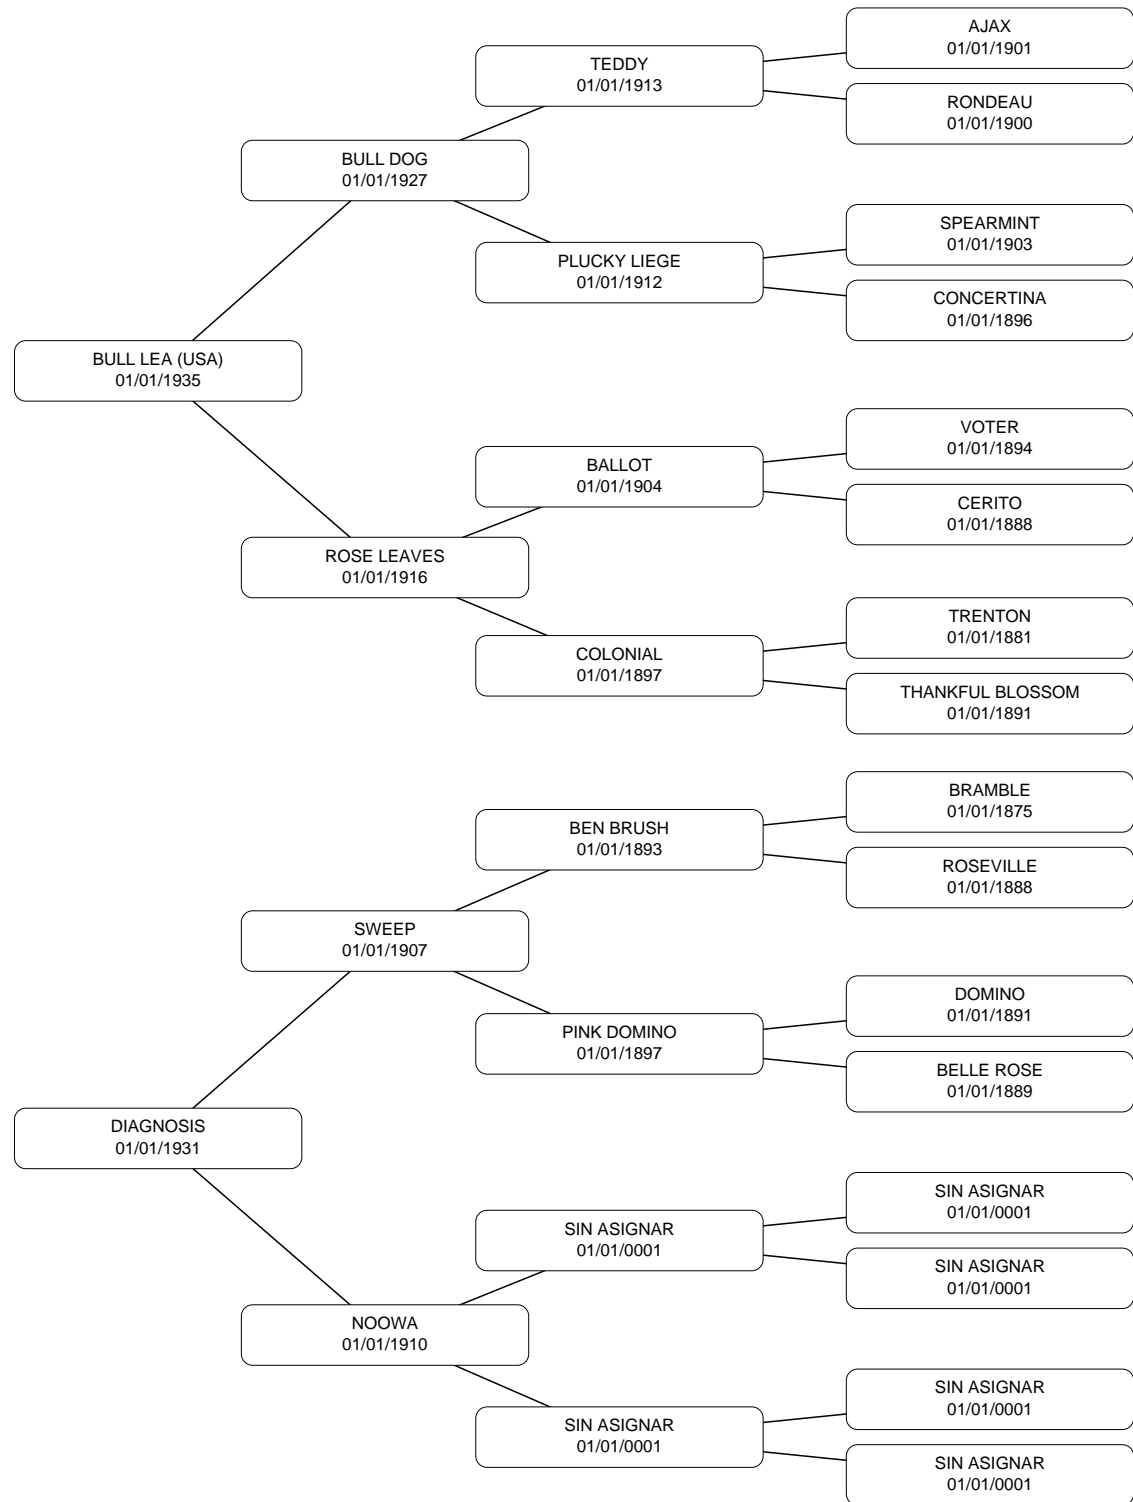 AJAX
01/01/1901
TEDDY
01/01/1913
RONDEAU
01/01/1900
BULL DOG
01/01/1927
SPEARMINT
01/01/1903
PLUCKY LIEGE
01/01/1912
CONCERTINA
01/01/1896
BULL LEA (USA)
01/01/1935
VOTER
01/01/1894
BALLOT
01/01/1904
CERITO
01/01/1888
ROSE LEAVES
01/01/1916
TRENTON
01/01/1881
COLONIAL
01/01/1897
THANKFUL BLOSSOM
01/01/1891
BRAMBLE
01/01/1875
BEN BRUSH
01/01/1893
ROSEVILLE
01/01/1888
SWEEP
01/01/1907
DOMINO
01/01/1891
PINK DOMINO
01/01/1897
BELLE ROSE
01/01/1889
DIAGNOSIS
01/01/1931
SIN ASIGNAR
01/01/0001
SIN ASIGNAR
01/01/0001
SIN ASIGNAR
01/01/0001
NOOWA
01/01/1910
SIN ASIGNAR
01/01/0001
SIN ASIGNAR
01/01/0001
SIN ASIGNAR
01/01/0001